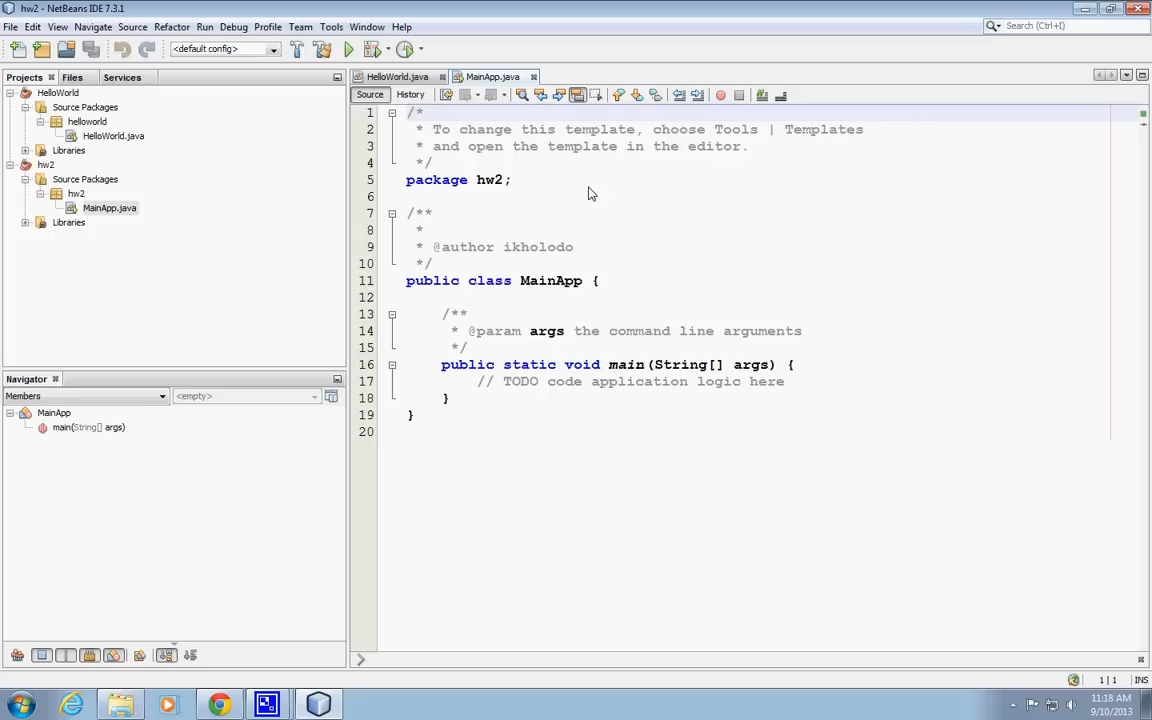 hw2 - NetBeans IDE 7.3.1
File Edit View Navigate Source Refactor Run Debug Profile Team Tools Window Help
Search (Ctrl+I)
<default config>
Projects Files Services
HelloWorld
Source Packages
helloworld
HelloWorld.java
Libraries
hw2
Source Packages
hw2
MainApp.java
Libraries
Navigator
Members
<empty>
MainApp
main(String[] args)
HelloWorld.java MainApp.java
Source History
1 /*
2 * To change this template, choose Tools | Templates
3 * and open the template in the editor.
4 */
5 package hw2;
6
7 /**
8 *
9 * @author ikholodo
10 */
11 public class MainApp {
12
13 /**
14 * @param args the command line arguments
15 */
16 public static void main(String[] args) {
17 // TODO code application logic here
18 }
19 }
20
1 | 1 INS
11:18 AM
9/10/2013